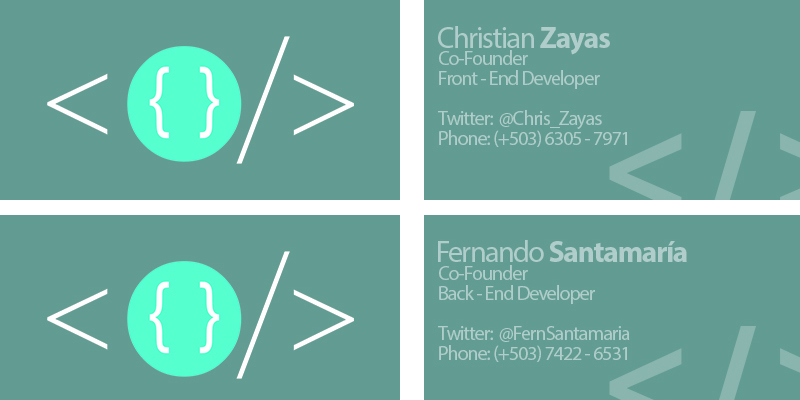 < { } />
Christian Zayas
Co-Founder
Front - End Developer
Twitter: @Chris_Zayas
Phone: (+503) 6305 - 7971
</
< { } />
Fernando Santamaría
Co-Founder
Back - End Developer
Twitter: @FernSantamaria
Phone: (+503) 7422 - 6531
</